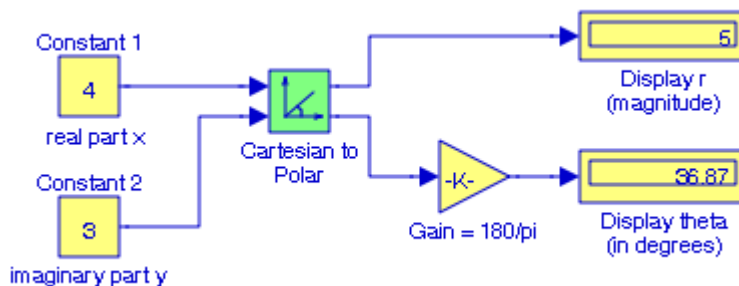 Constant 1
4
real part x
Constant 2
3
imaginary part y
Cartesian to
Polar
-K-
Gain = 180/pi
5
Display r
(magnitude)
36.87
Display theta
(in degrees)